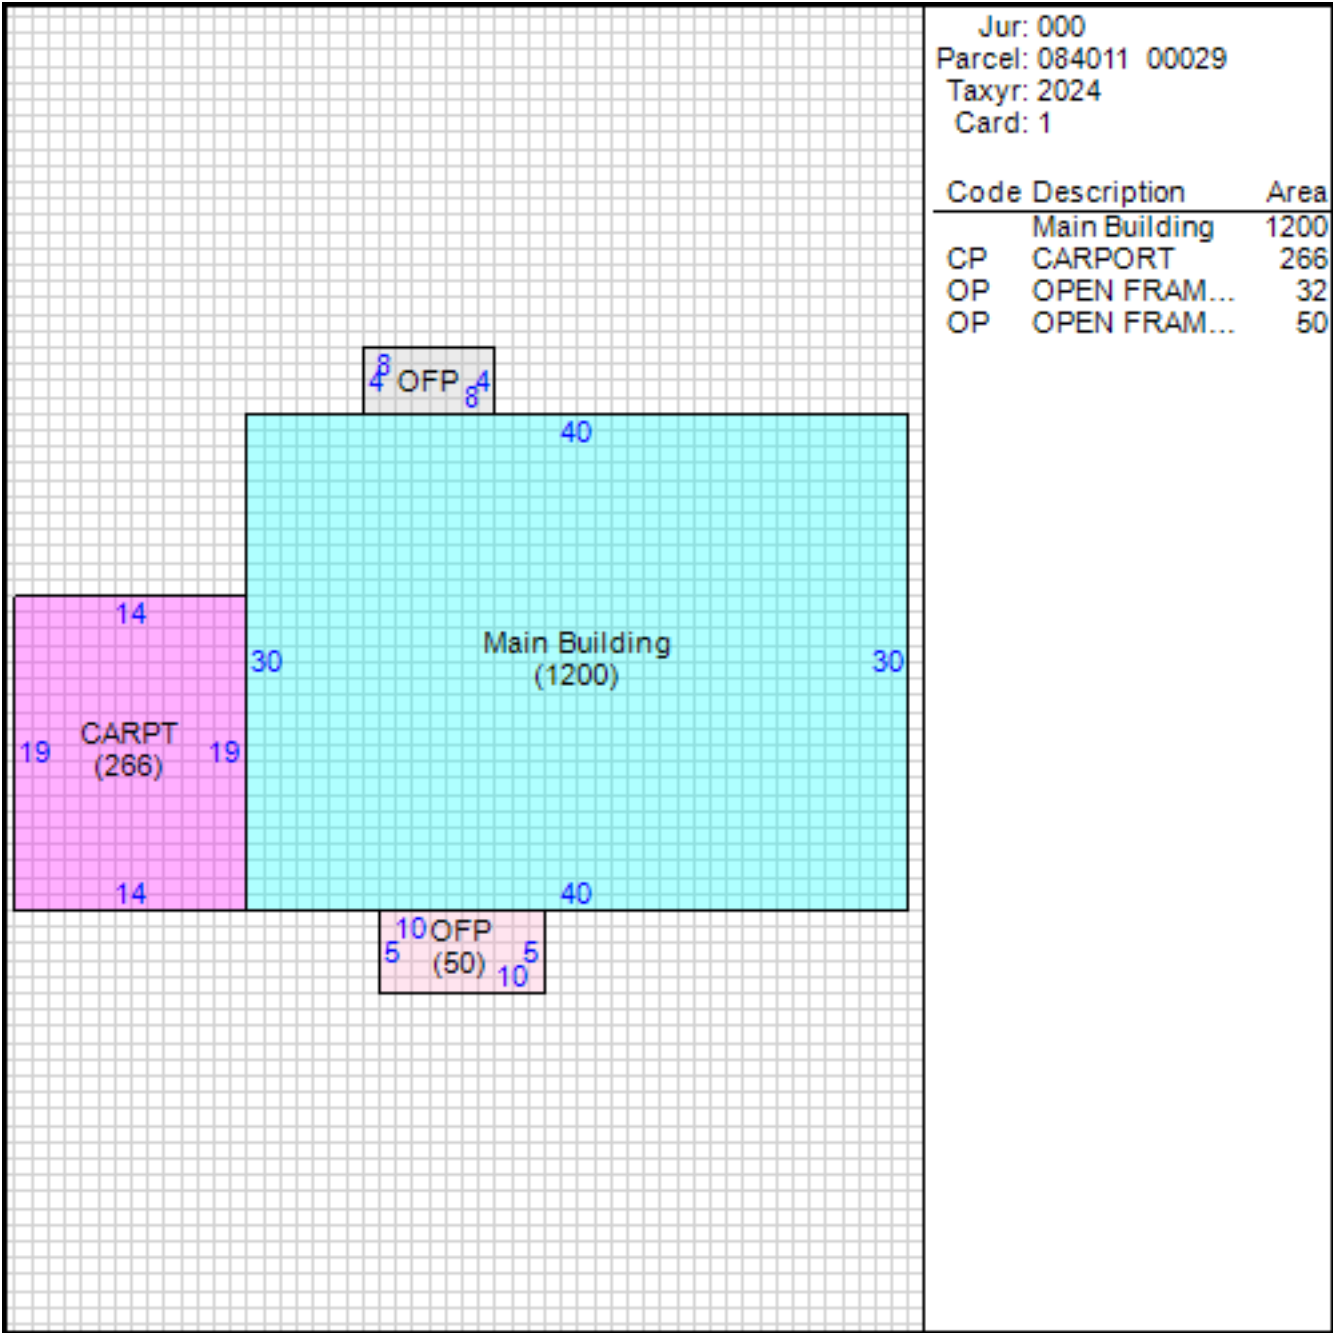 Jur: 000
Parcel: 084011 00029
Taxyr: 2024
Card: 1
Code Description Area
Main Building 1200
CP CARPORT 266
OP OPEN FRAM... 32
OP OPEN FRAM... 50
8
4 OFP 4
8
40
14
Main Building
(1200)
30 30
CARPT
(266)
19 19
14
40
10 OFP
5 5
(50)
10